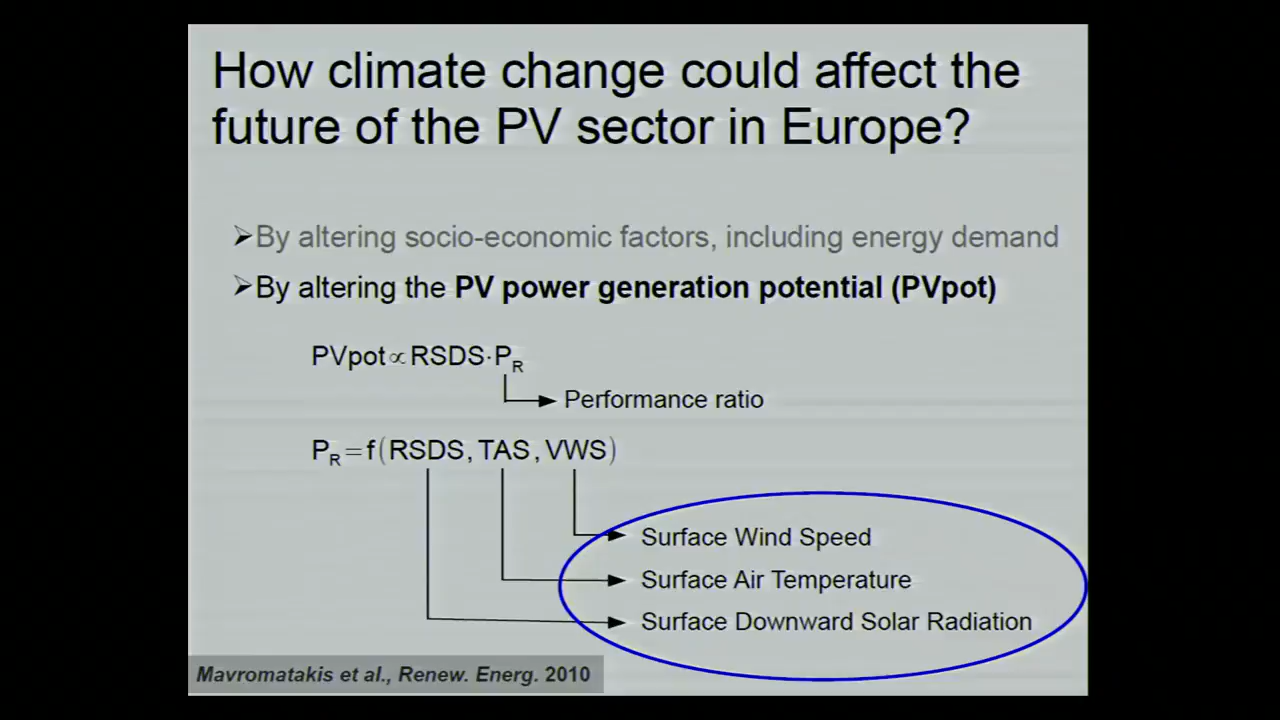 How climate change could affect the
future of the PV sector in Europe?
➢By altering socio-economic factors, including energy demand
➢By altering the PV power generation potential (PVpot)
PVpot∝RSDS·P_R
Performance ratio
P_R=f(RSDS,TAS,VWS)
Surface Wind Speed
Surface Air Temperature
Surface Downward Solar Radiation
Mavromatakis et al., Renew. Energ. 2010